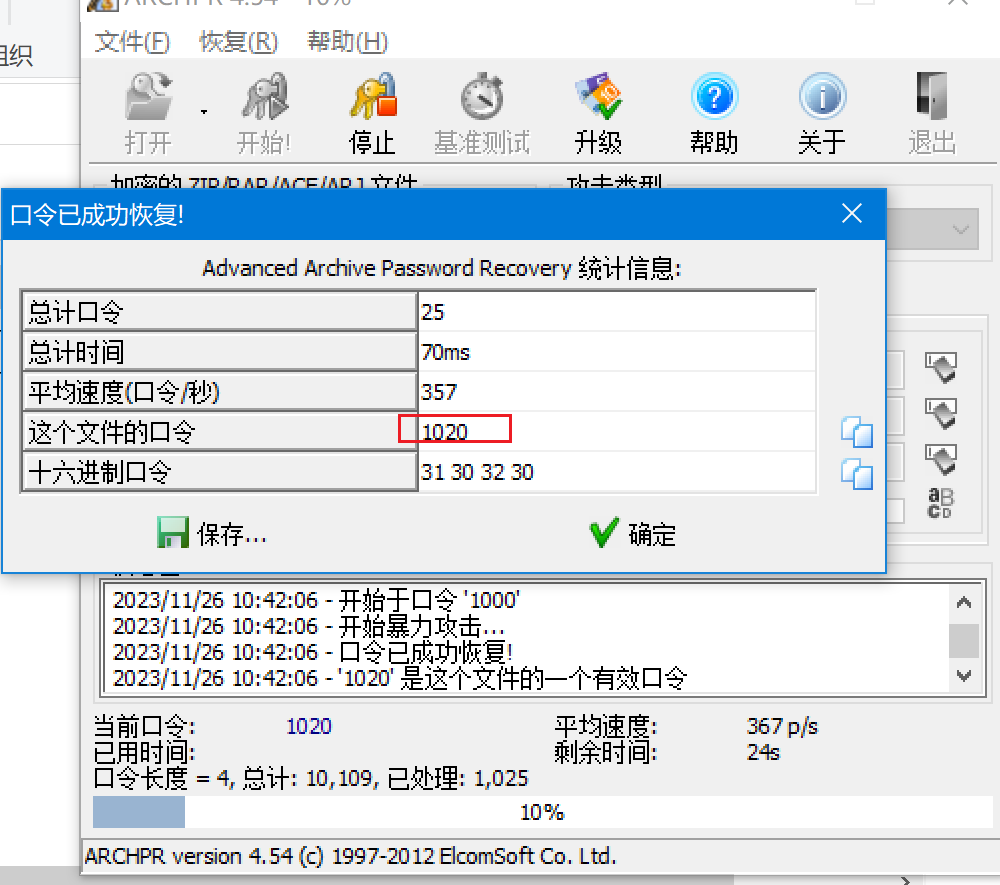 ARCHPR 4.54 - 10%
组织
文件(F) 恢复(R) 帮助(H)
打开 开始! 停止 基准测试 升级 帮助 关于 退出
加密的 ZIP/RAR/ACE/ARJ 文件 攻击类型
口令已成功恢复!
Advanced Archive Password Recovery 统计信息:
总计口令 25
总计时间 70ms
平均速度(口令/秒) 357
这个文件的口令 1020
十六进制口令 31 30 32 30
保存... 确定
2023/11/26 10:42:06 - 开始于口令 '1000'
2023/11/26 10:42:06 - 开始暴力攻击...
2023/11/26 10:42:06 - 口令已成功恢复!
2023/11/26 10:42:06 - '1020' 是这个文件的一个有效口令
当前口令: 1020 平均速度: 367 p/s
已用时间: 剩余时间: 24s
口令长度 = 4, 总计: 10,109, 已处理: 1,025
10%
ARCHPR version 4.54 (c) 1997-2012 ElcomSoft Co. Ltd.